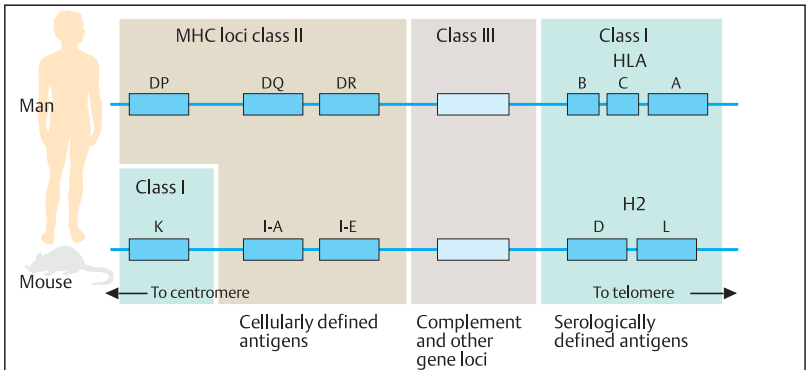 MHC loci class II
Class III
Class I
HLA
DP
DQ
DR
B
C
A
Man
Class I
H2
K
I-A
I-E
D
L
Mouse
To centromere
To telomere
Cellularly defined
antigens
Complement
and other
gene loci
Serologically
defined antigens